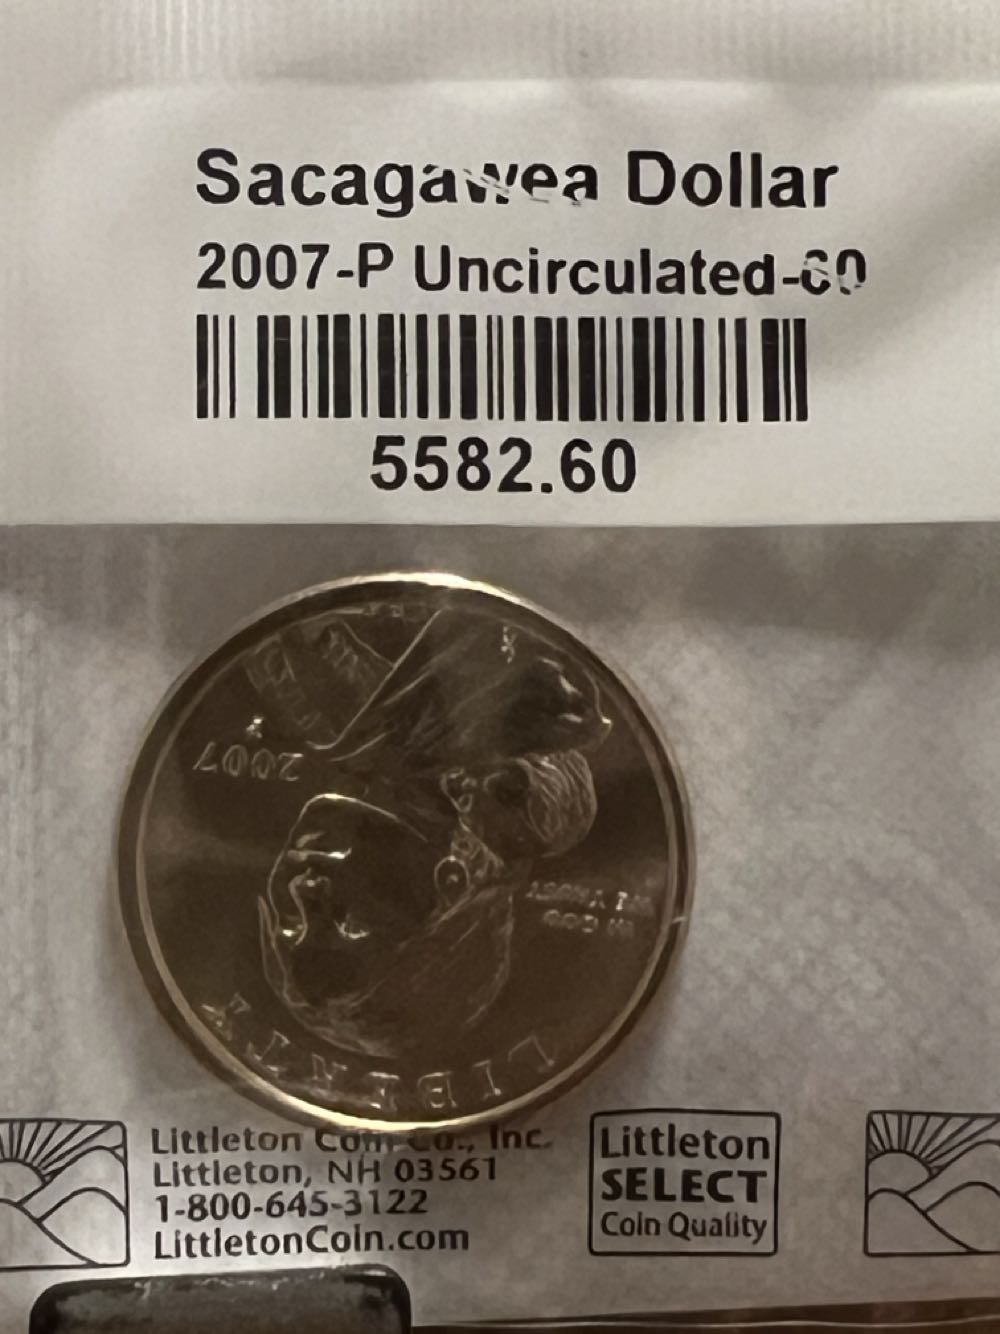 Sacagawea Dollar
2007-P Uncirculated-60
5582.60
2007
P
IN GOD
WE TRUST
LIBERTY
Littleton Coin Co., Inc.
Littleton, NH 03561
1-800-645-3122
LittletonCoin.com
Littleton
SELECT
Coin Quality